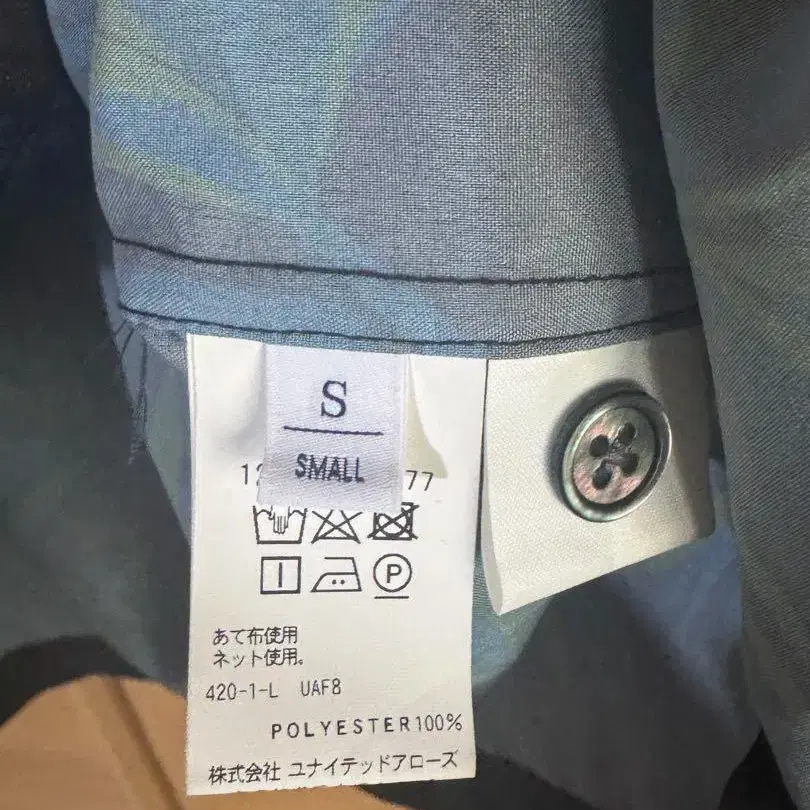 S
SMALL
77
P
あて布使用
ネット使用。
420-1-L UAF8
POLYESTER100%
株式会社 ユナイテッドアローズ